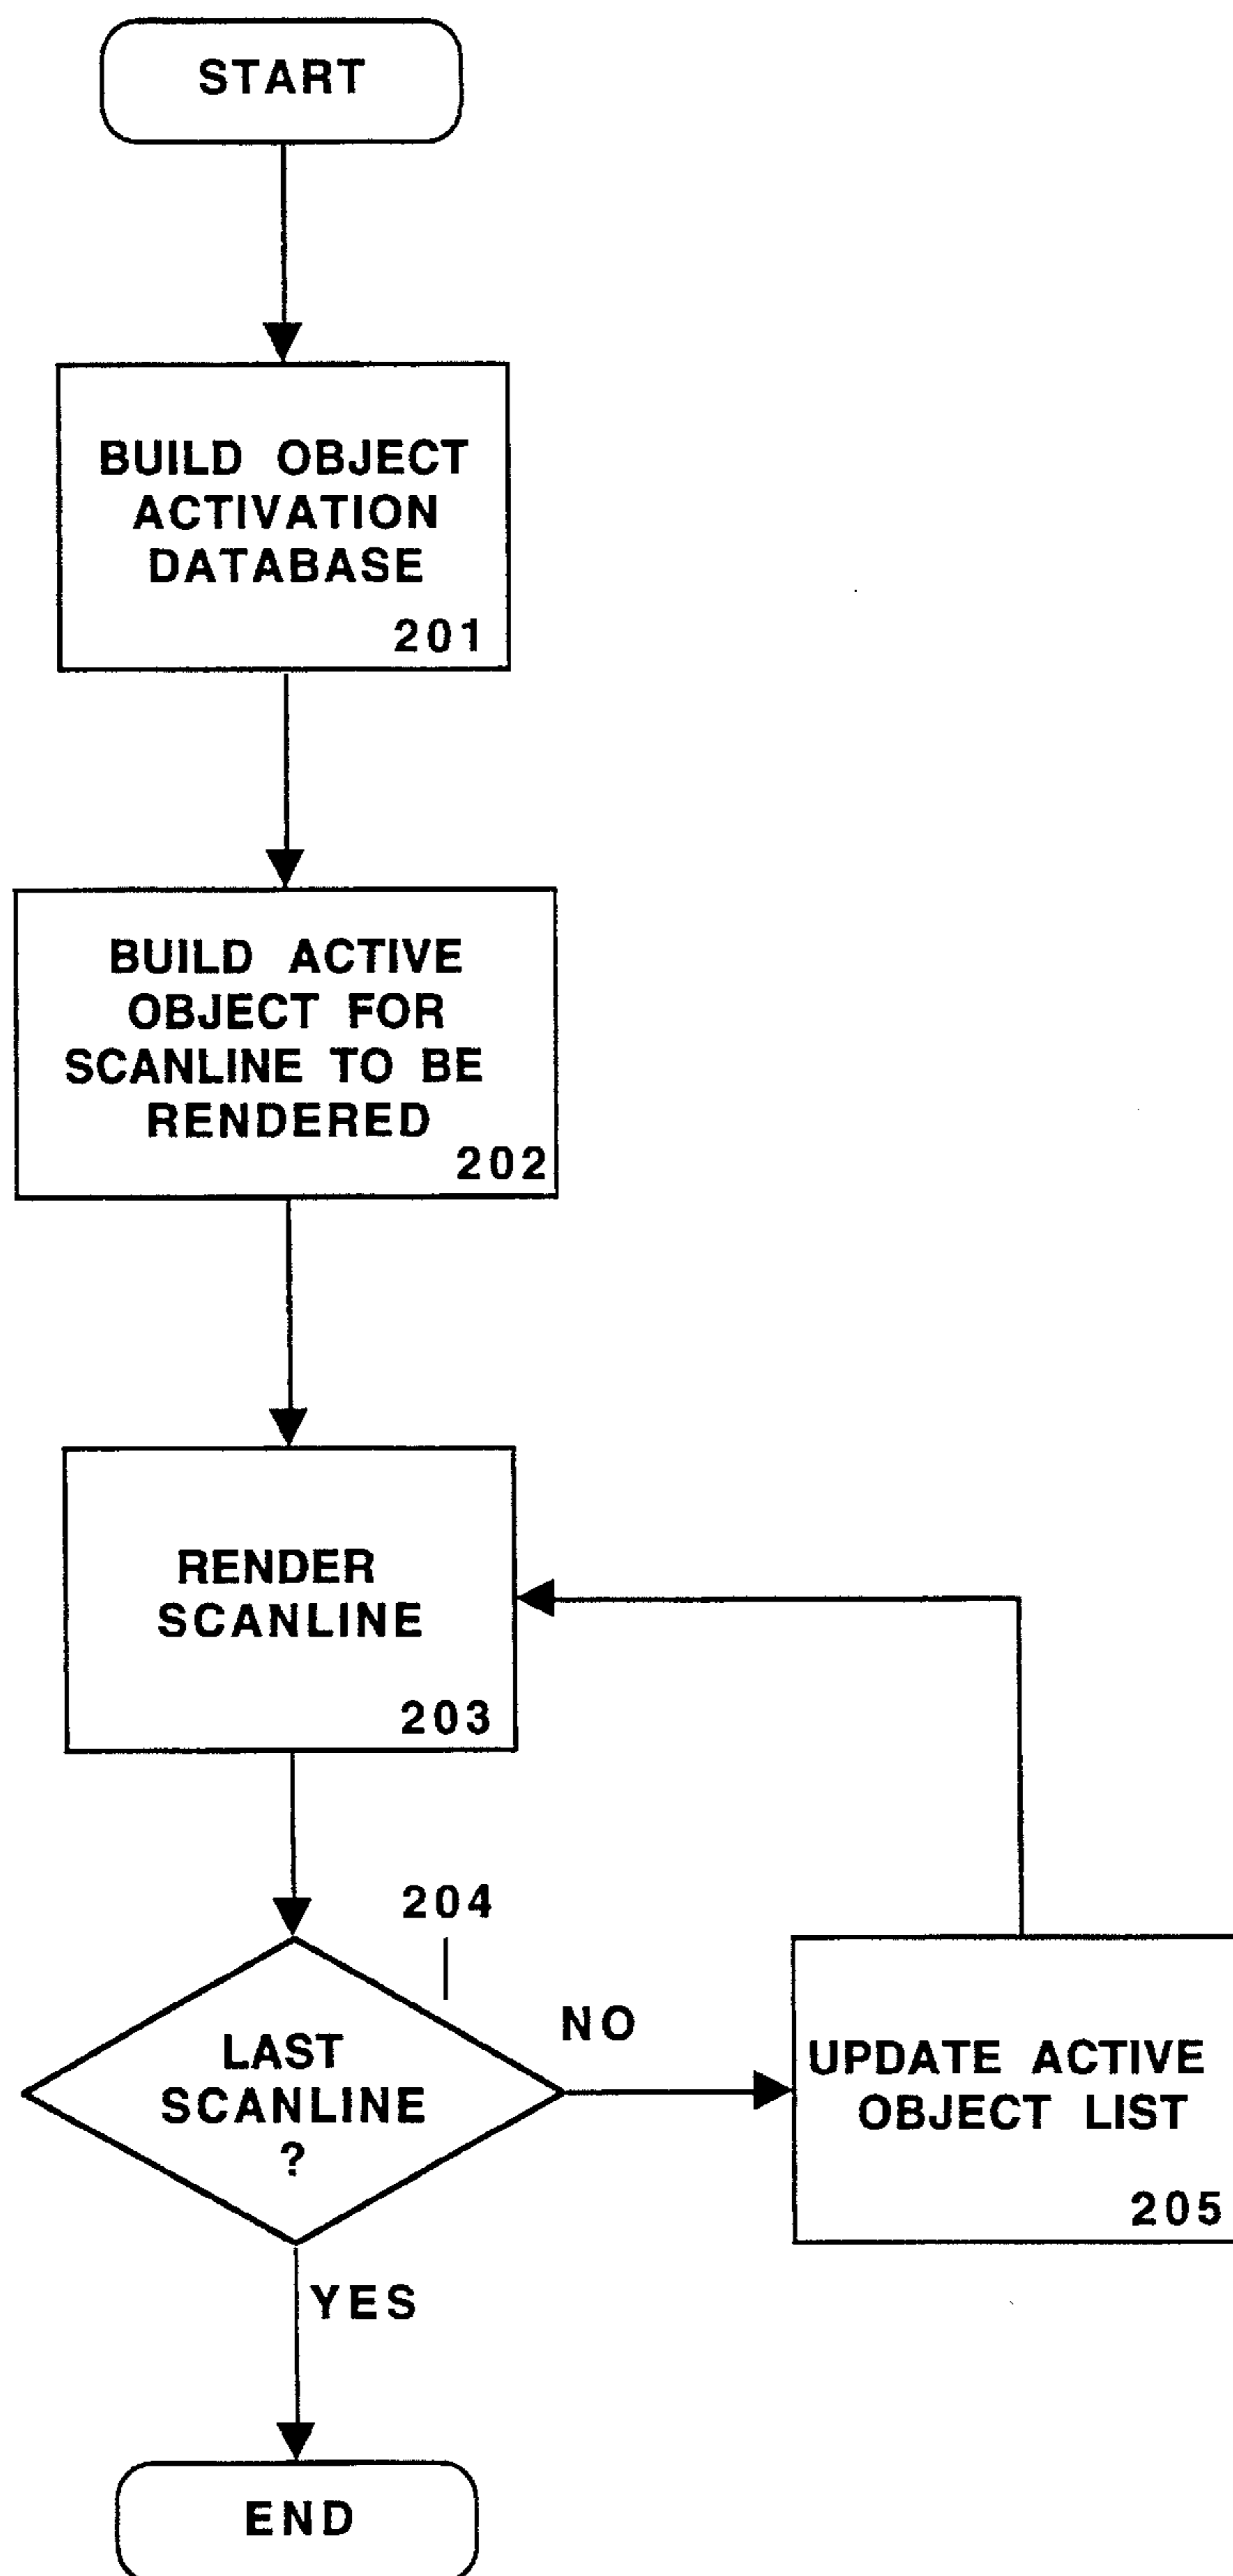 START
BUILD OBJECT
ACTIVATION
DATABASE
201
BUILD ACTIVE
OBJECT FOR
SCANLINE TO BE
RENDERED
202
RENDER
SCANLINE
203
204
LAST
SCANLINE
?
NO
UPDATE ACTIVE
OBJECT LIST
205
YES
END